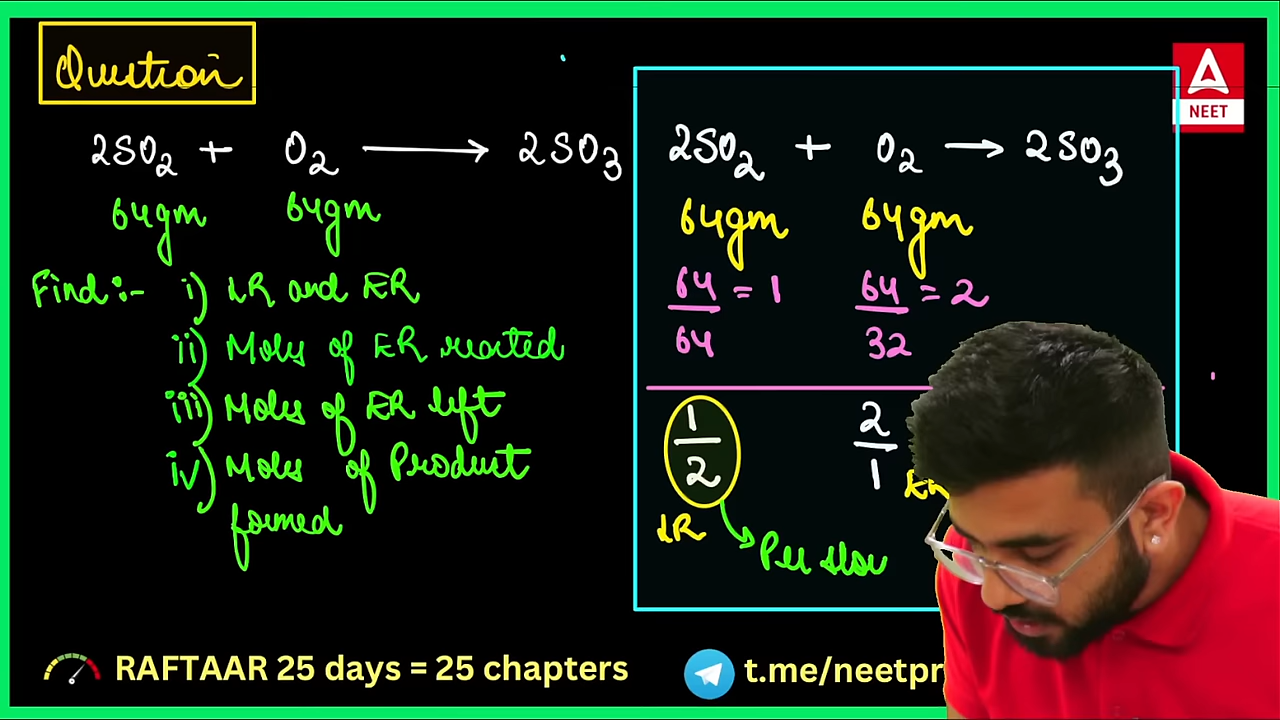 Question
2SO2 + O2 ⟶ 2SO3
64gm 64gm
Find:- i) LR and ER
ii) Moles of ER reacted
iii) Moles of ER left
iv) Moles of Product
formed
2SO2 + O2 → 2SO3
64gm 64gm
64/64 = 1 64/32 = 2
1/2 2/1
LR
NEET
RAFTAAR 25 days = 25 chapters
t.me/neetpr